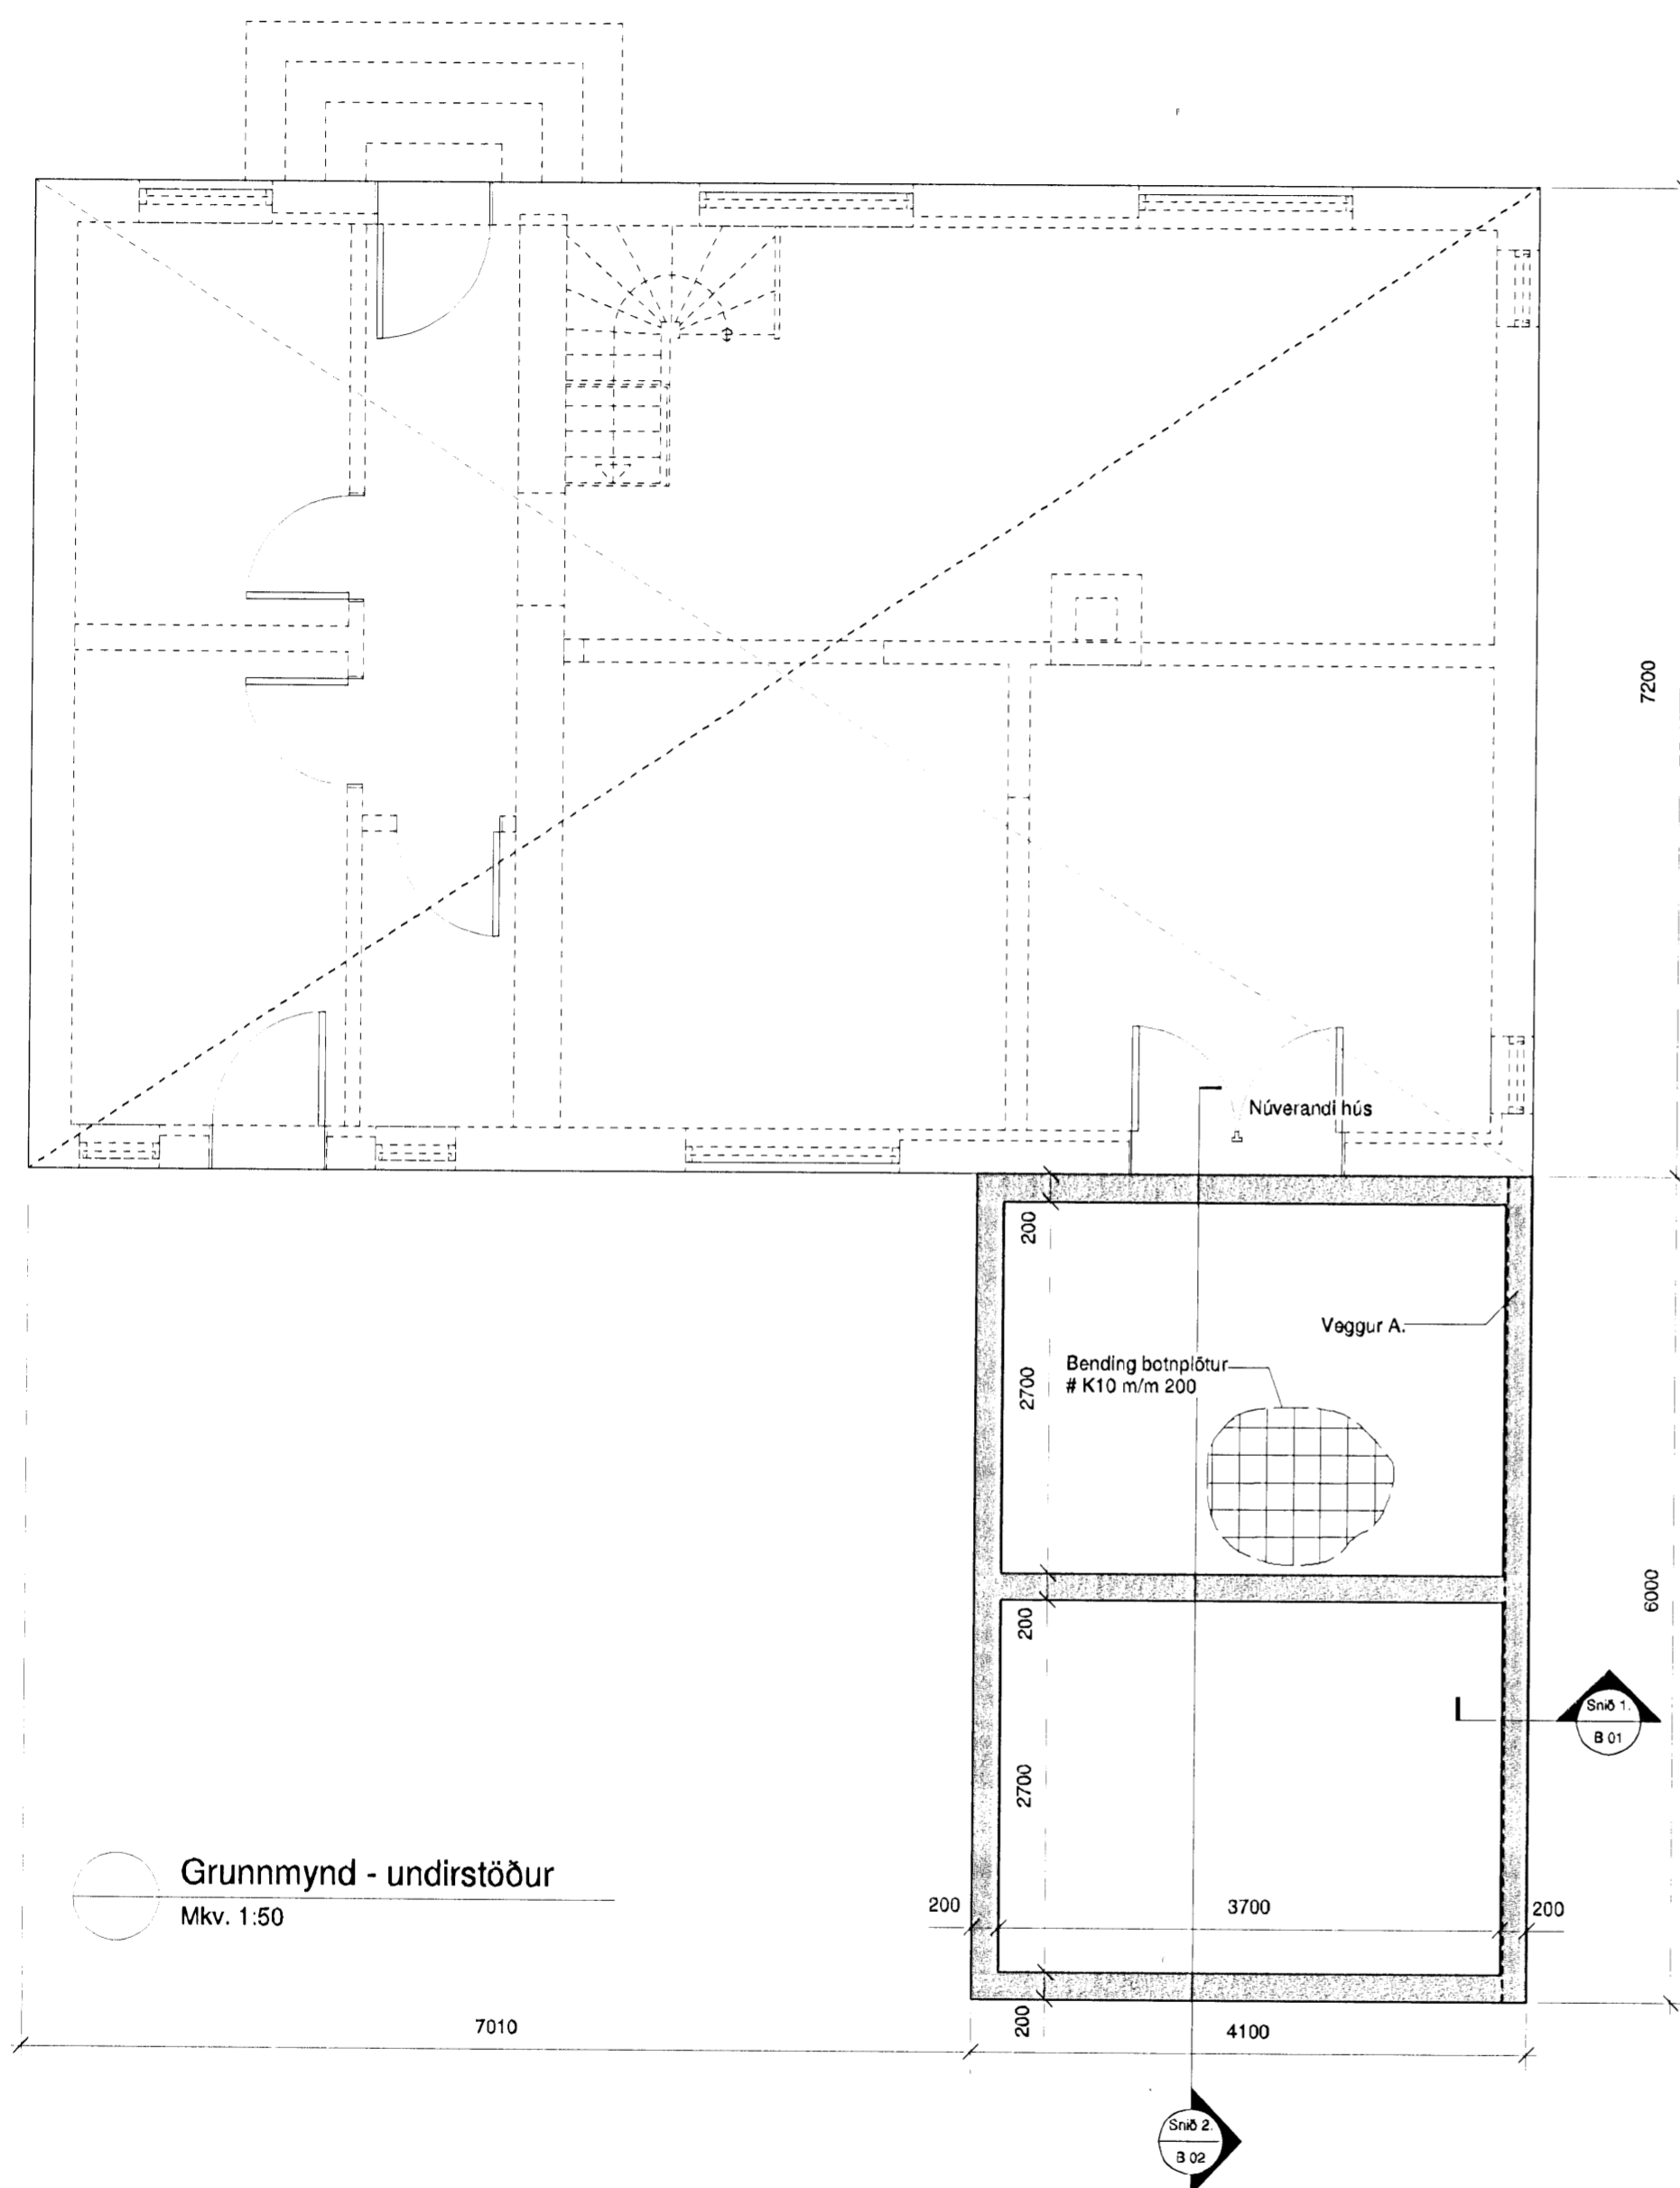 7200
Núverandi hús
200
Veggur A.
Bending botnplötur
# K10 m/m 200
2700
6000
200
Snið 1.
B 01
2700
Grunnmynd - undirstöður
Mkv. 1:50
200
3700
200
7010
200
4100
Snið 2.
B 02